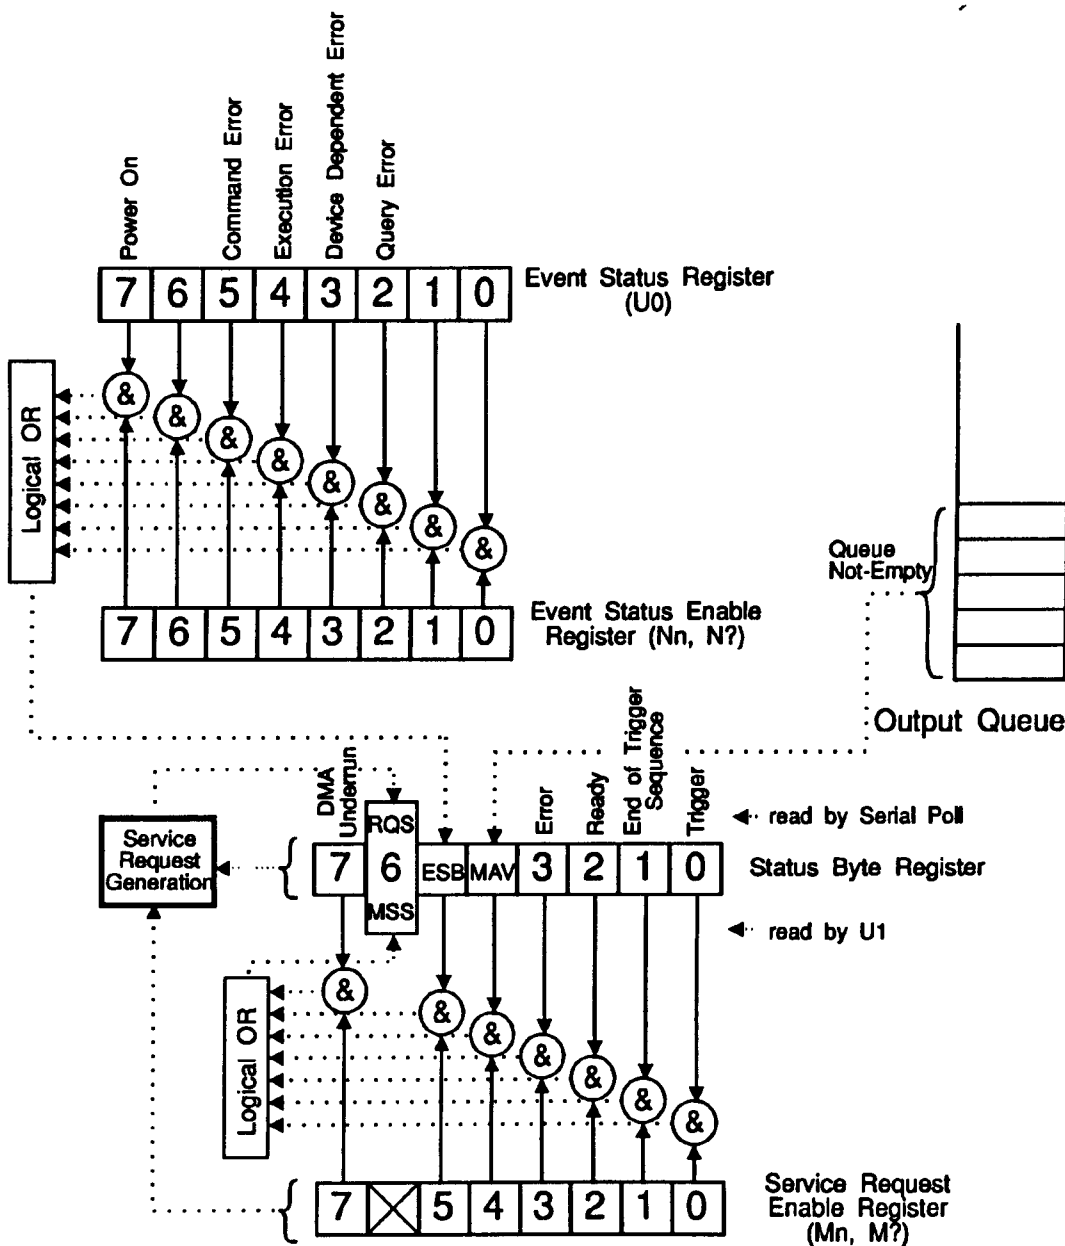 Power On
Command Error
Execution Error
Device Dependent Error
Query Error
7 6 5 4 3 2 1 0
Event Status Register
(U0)
& & & & & & & &
Logical OR
7 6 5 4 3 2 1 0
Event Status Enable
Register (Nn, N?)
Queue
Not-Empty
Output Queue
DMA
Underrun
Error
Ready
End of Trigger
Sequence
Trigger
read by Serial Poll
Service
Request
Generation
RQS
7 6 ESB MAV 3 2 1 0
MSS
Status Byte Register
read by U1
& & & & & & &
Logical OR
7 5 4 3 2 1 0
Service Request
Enable Register
(Mn, M?)